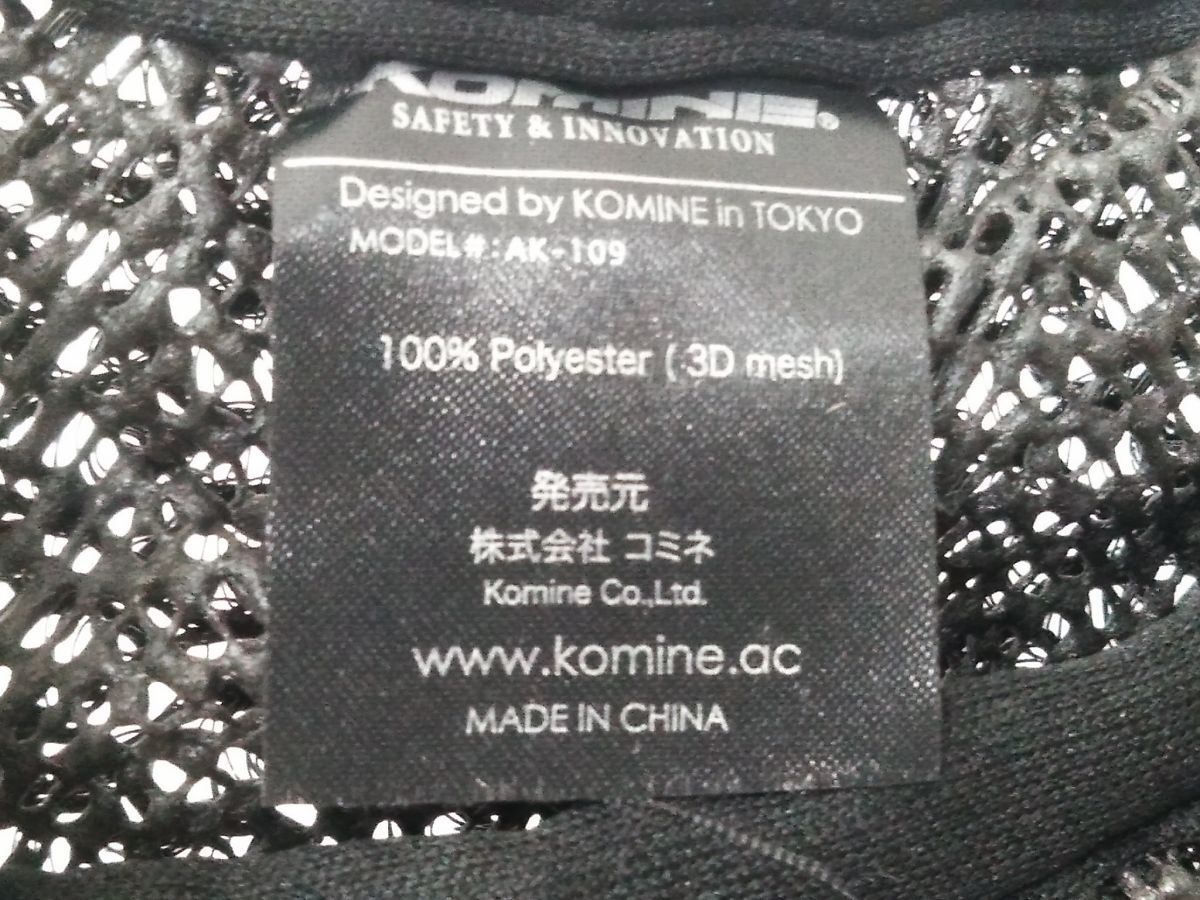 KOMINE®
SAFETY & INNOVATION
Designed by KOMINE in TOKYO
MODEL#:AK-109
100% Polyester ( 3D mesh)
発売元
株式会社 コミネ
Komine Co.,Ltd.
www.komine.ac
MADE IN CHINA